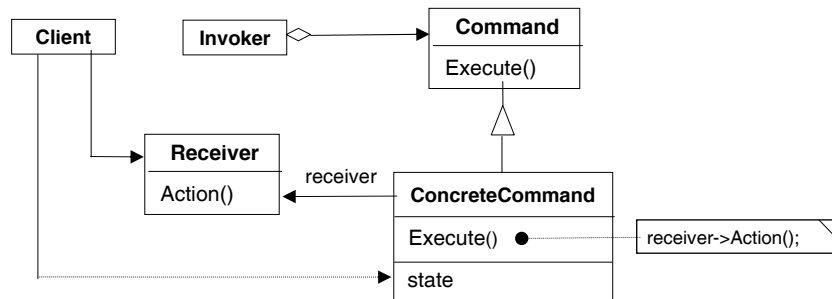 Client
Invoker
Command
Execute()
Receiver
Action()
receiver
ConcreteCommand
Execute()
receiver->Action();
state